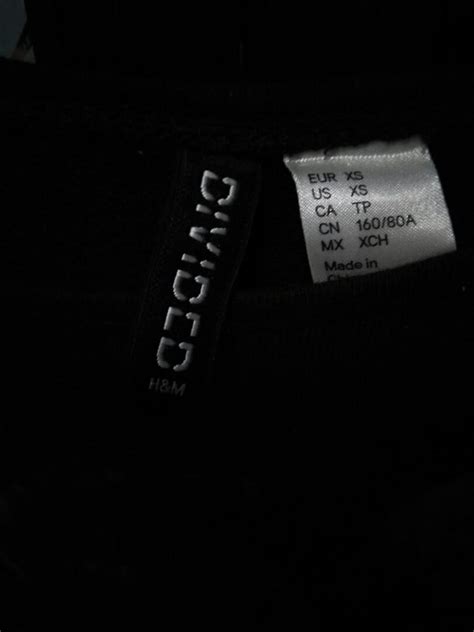 DIVIDED
H&M
EUR XS
US XS
CA TP
CN 160/80A
MX XCH
Made in